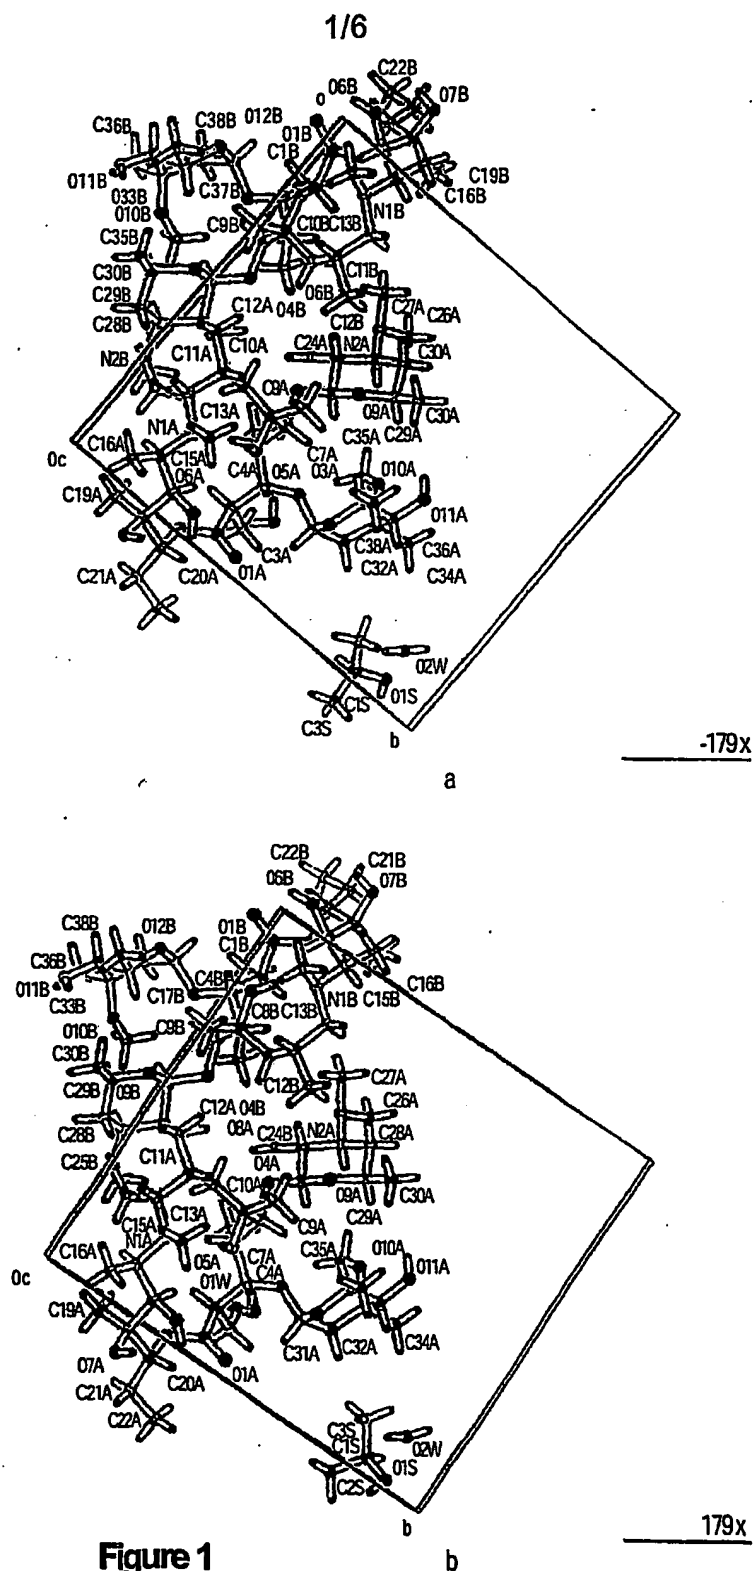 1/6
C22B
O6B
O7B
o
C36B
C38B
O12B
O1B
C1B
O11B
O33B
C37B
C19B
C16B
O10B
N1B
C9B
C10B
C13B
C35B
C30B
C11B
C29B
O6B
C12A
O4B
C27A
C26A
C28B
C12B
N2B
C11A
C10A
C24A
N2A
C30A
C9A
C13A
O9A
C30A
N1A
C29A
C7A
C35A
C16A
0c
C15A
C4A
O5A
O3A
O10A
O6A
C19A
O11A
C3A
C38A
C36A
C21A
C20A
O1A
C32A
C34A
O2W
O1S
C1S
C3S
b
-179x
a
C22B
C21B
O6B
O7B
C38B
O12B
O1B
C36B
C1B
O11B
C4B
C16B
C33B
C17B
N1B
C15B
O10B
C9B
C8B
C13B
C30B
C29B
O9B
C12B
C27A
C12A
O4B
C26A
C28B
O8A
C24B
N2A
C28A
C11A
O4A
C25B
C10A
O9A
C30A
C15A
C13A
C29A
N1A
C9A
C35A
C16A
O5A
C7A
O10A
O11A
0c
O1W
C4A
C19A
C31A
C32A
C34A
O7A
C20A
O1A
C21A
C22A
C3S
C1S
O2W
O1S
C2S
b
179x
Figure 1
b